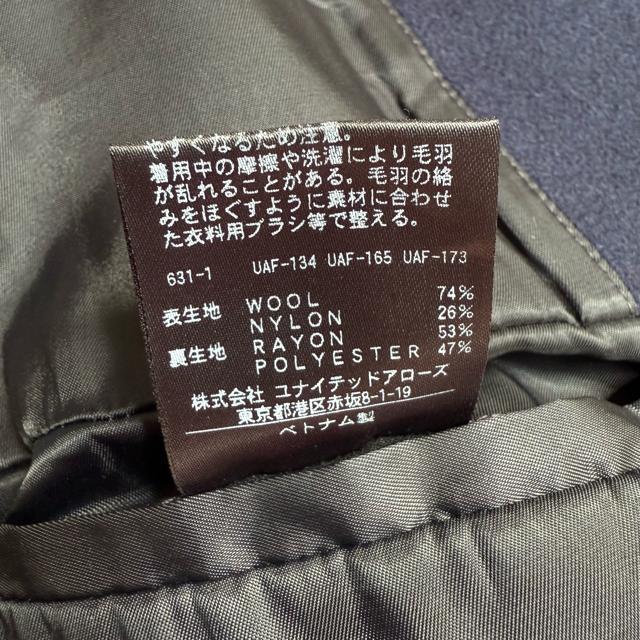 やすくなるため注意。
着用中の摩擦や洗濯により毛羽
が乱れることがある。毛羽の絡
みをほぐすように素材に合わせ
た衣料用ブラシ等で整える。
631-1 UAF-134 UAF-165 UAF-173
表生地 WOOL 74%
NYLON 26%
裏生地 RAYON 53%
POLYESTER 47%
株式会社 ユナイテッドアローズ
東京都港区赤坂8-1-19
ベトナム製